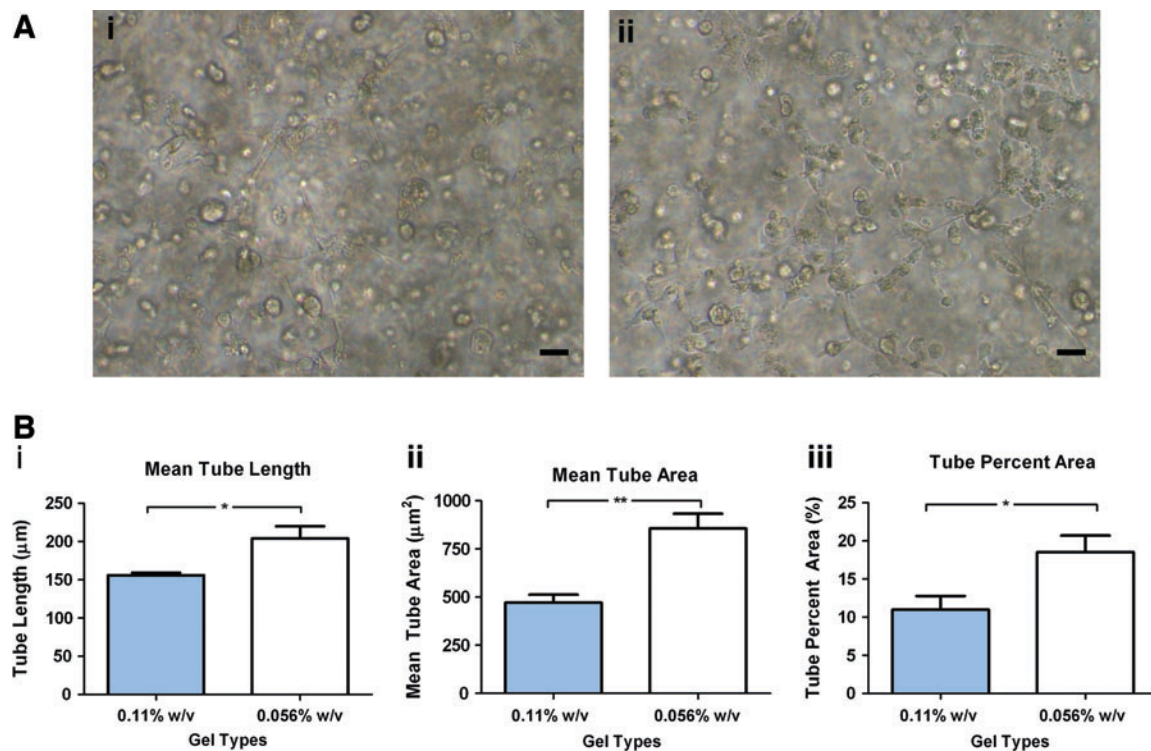 A
i
ii
B
i
Mean Tube Length
Tube Length (μm)
250
200
150
100
50
0
*
0.11% w/v 0.056% w/v
Gel Types
ii
Mean Tube Area
Mean Tube Area (μm²)
1000
750
500
250
0
**
0.11% w/v 0.056% w/v
Gel Types
iii
Tube Percent Area
Tube Percent Area (%)
25
20
15
10
5
0
*
0.11% w/v 0.056% w/v
Gel Types